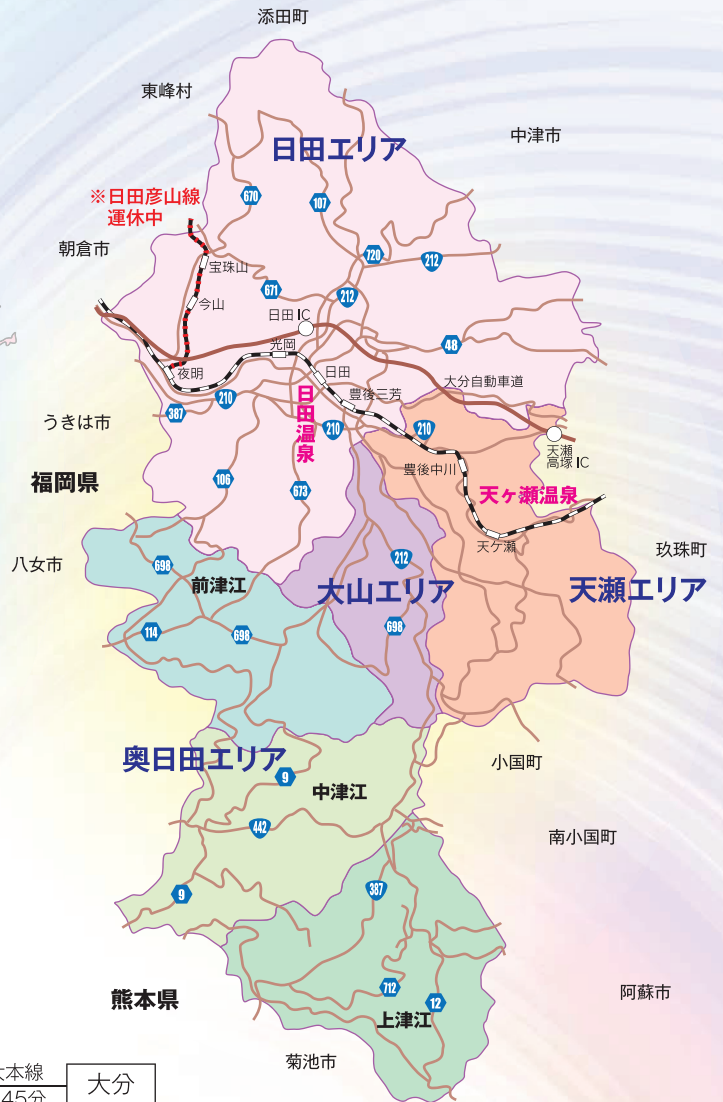 添田町
東峰村
中津市
日田エリア
※日田彦山線
運休中
670
107
朝倉市
720
212
宝珠山
671
212
今山
日田 IC
光岡
48
夜明
日田
大分自動車道
豊後三芳
210
387
日田温泉
210
210
うきは市
天瀬
高塚 IC
豊後中川
福岡県
106
673
天ヶ瀬温泉
天ケ瀬
玖珠町
八女市
698
212
前津江
大山エリア
天瀬エリア
114
698
698
奥日田エリア
小国町
9
中津江
442
南小国町
9
387
熊本県
712
12
阿蘇市
上津江
菊池市
本線
45分
大分